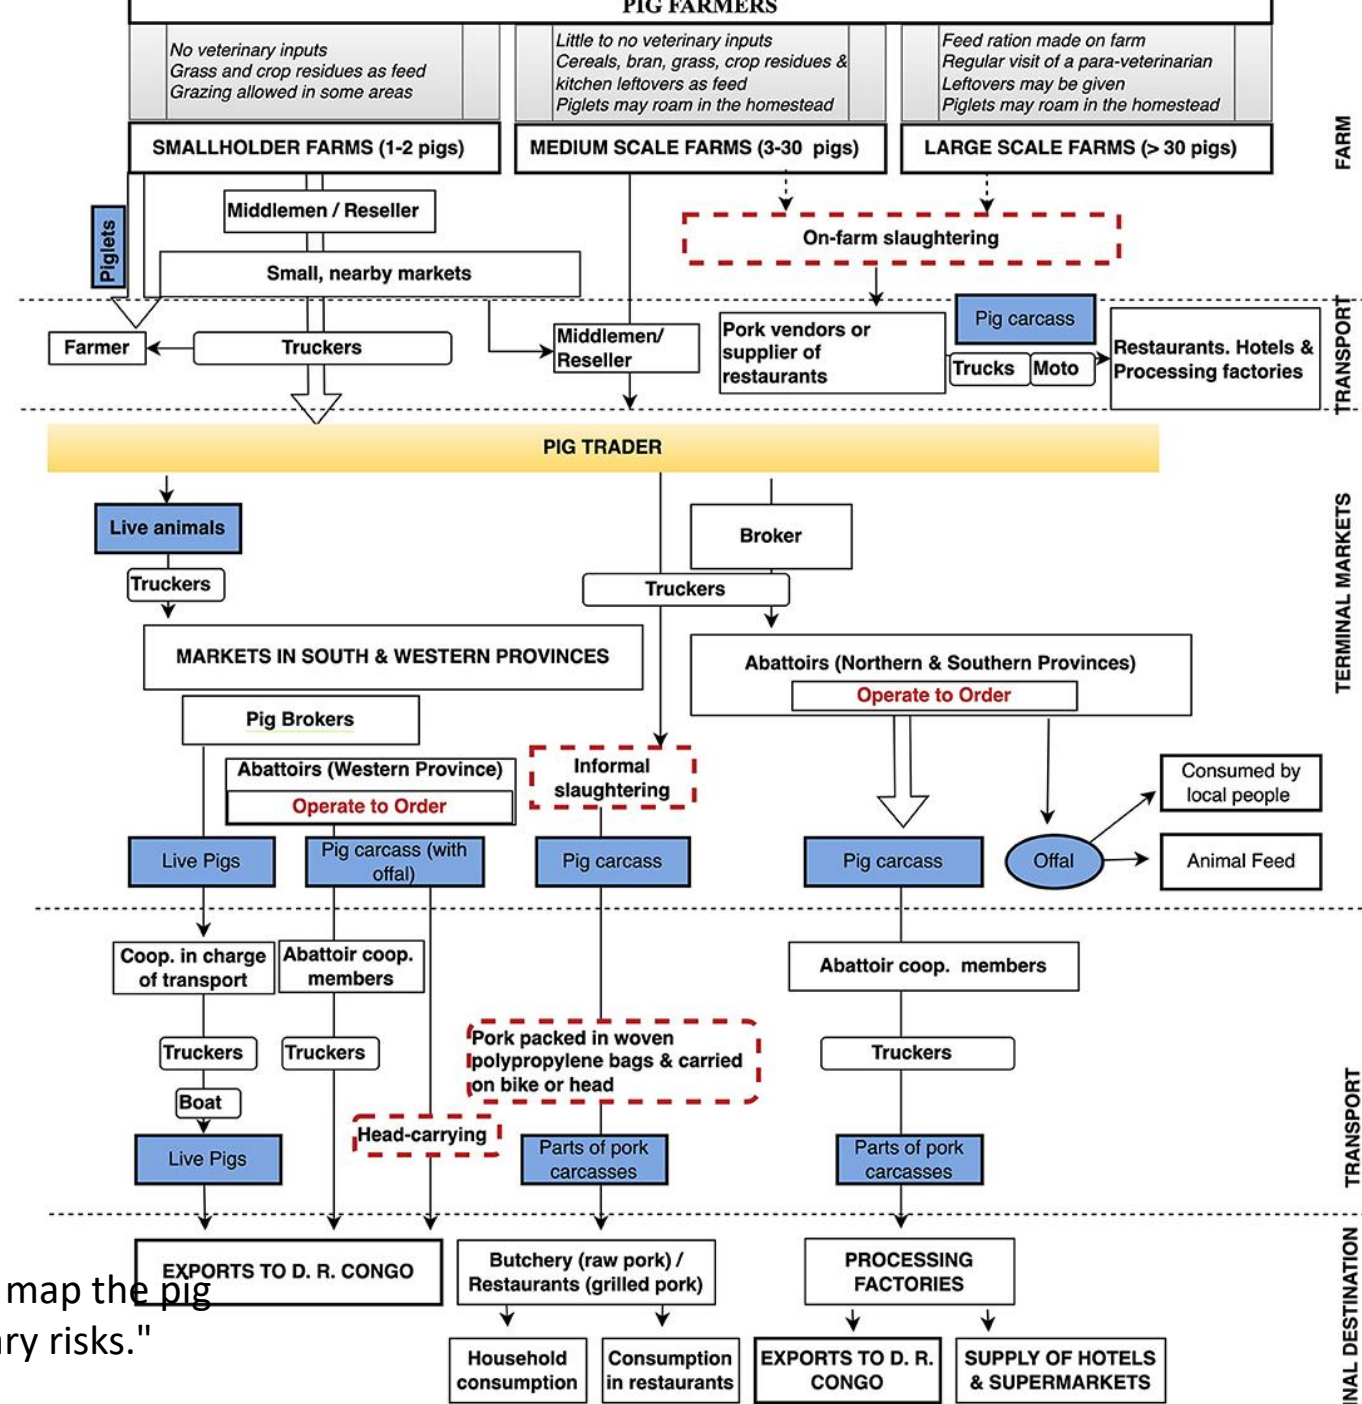 PIG FARMERS
No veterinary inputs
Grass and crop residues as feed
Grazing allowed in some areas
Little to no veterinary inputs
Cereals, bran, grass, crop residues &
kitchen leftovers as feed
Piglets may roam in the homestead
Feed ration made on farm
Regular visit of a para-veterinarian
Leftovers may be given
Piglets may roam in the homestead
SMALLHOLDER FARMS (1-2 pigs)
MEDIUM SCALE FARMS (3-30 pigs)
LARGE SCALE FARMS (> 30 pigs)
FARM
Piglets
Middlemen / Reseller
Small, nearby markets
On-farm slaughtering
Farmer
Truckers
Middlemen/
Reseller
Pork vendors or
supplier of
restaurants
Pig carcass
Trucks
Moto
Restaurants. Hotels &
Processing factories
TRANSPORT
PIG TRADER
Live animals
Truckers
Broker
Truckers
MARKETS IN SOUTH & WESTERN PROVINCES
Abattoirs (Northern & Southern Provinces)
Operate to Order
TERMINAL MARKETS
Pig Brokers
Abattoirs (Western Province)
Operate to Order
Informal
slaughtering
Consumed by
local people
Live Pigs
Pig carcass (with
offal)
Pig carcass
Pig carcass
Offal
Animal Feed
Coop. in charge
of transport
Abattoir coop.
members
Abattoir coop. members
Truckers
Truckers
Pork packed in woven
polypropylene bags & carried
on bike or head
Truckers
Boat
Head-carrying
Live Pigs
Parts of pork
carcasses
Parts of pork
carcasses
TRANSPORT
EXPORTS TO D. R. CONGO
Butchery (raw pork) /
Restaurants (grilled pork)
PROCESSING
FACTORIES
map the pig
risks."
Household
consumption
Consumption
in restaurants
EXPORTS TO D. R.
CONGO
SUPPLY OF HOTELS
& SUPERMARKETS
DESTINATION